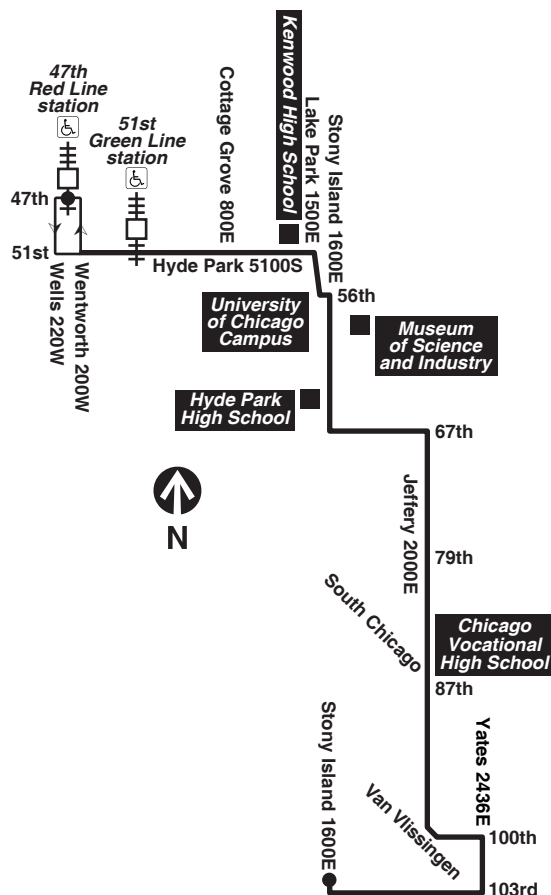 47th
Red Line
station
51st
Green Line
station
Cottage Grove 800E
Kenwood High School
Lake Park 1500E
Stony Island 1600E
47th
51st
Hyde Park 5100S
Wells 220W
Wentworth 200W
56th
University
of Chicago
Campus
Museum
of Science
and Industry
Hyde Park
High School
67th
N
Jeffery 2000E
79th
South Chicago
Chicago
Vocational
High School
87th
Stony Island 1600E
Yates 2436E
Van Vlissingen
100th
103rd